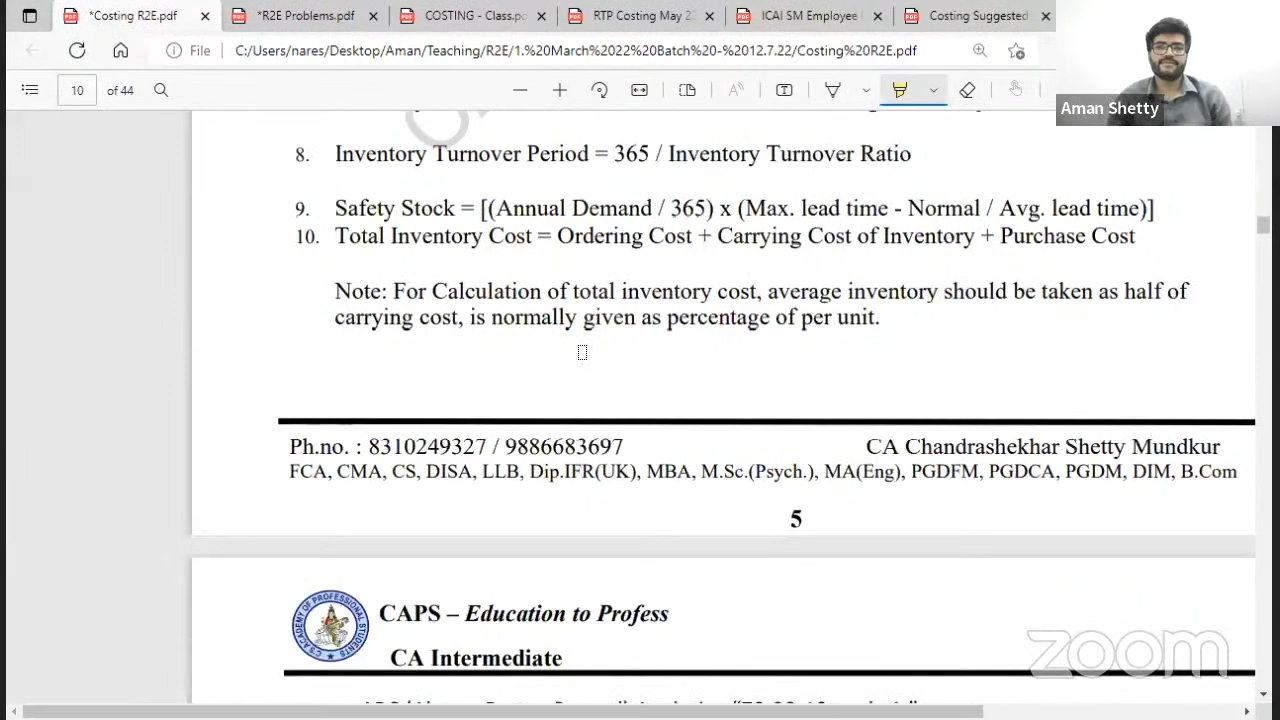 *Costing R2E.pdf
*R2E Problems.pdf
COSTING - Class.p
RTP Costing May 2
ICAI SM Employee
Costing Suggested
File
C:/Users/nares/Desktop/Aman/Teaching/R2E/1.%20March%2022%20Batch%20-%2012.7.22/Costing%20R2E.pdf
10 of 44
Aman Shetty
8. Inventory Turnover Period = 365 / Inventory Turnover Ratio
9. Safety Stock = [(Annual Demand / 365) x (Max. lead time - Normal / Avg. lead time)]
10. Total Inventory Cost = Ordering Cost + Carrying Cost of Inventory + Purchase Cost
Note: For Calculation of total inventory cost, average inventory should be taken as half of
carrying cost, is normally given as percentage of per unit.
Ph.no. : 8310249327 / 9886683697
CA Chandrashekhar Shetty Mundkur
FCA, CMA, CS, DISA, LLB, Dip.IFR(UK), MBA, M.Sc.(Psych.), MA(Eng), PGDFM, PGDCA, PGDM, DIM, B.Com
5
CAPS – Education to Profess
CA Intermediate
zoom